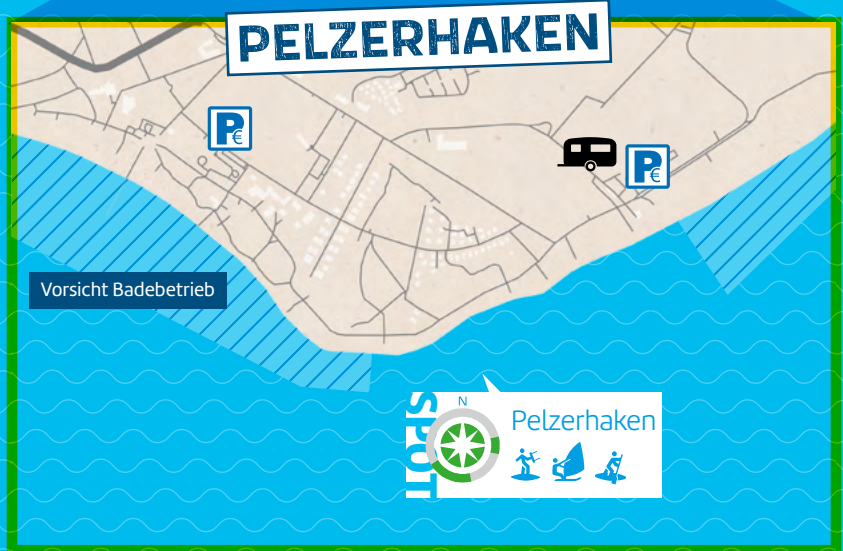 PELZERHAKEN
P€
P€
Vorsicht Badebetrieb
N
SPOT
Pelzerhaken